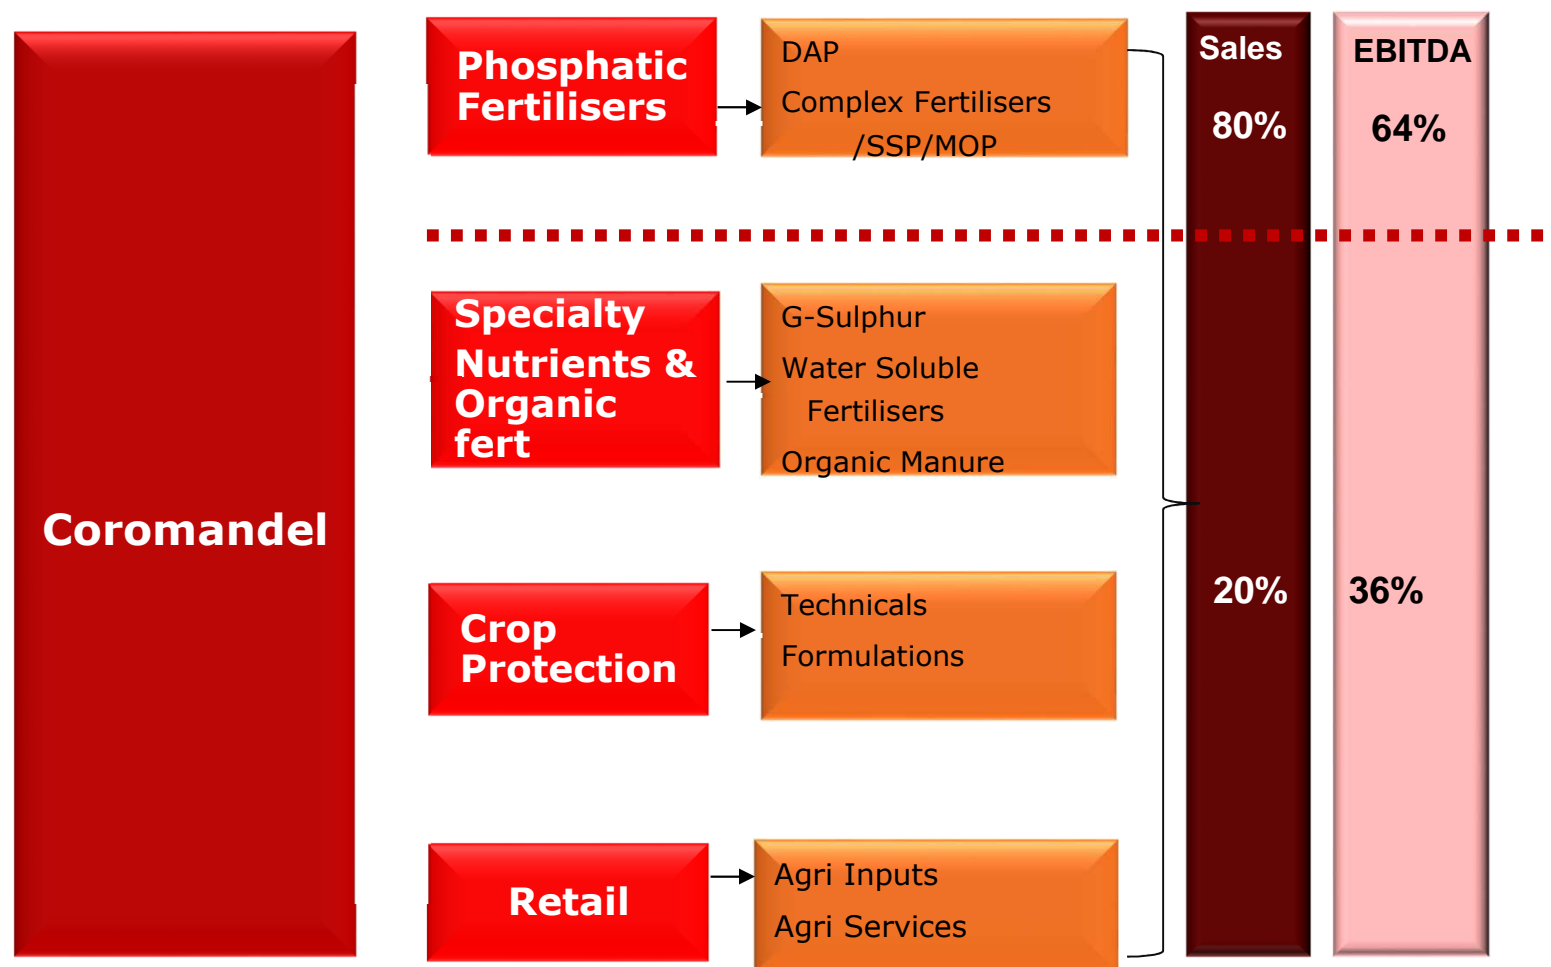 Coromandel
Phosphatic
Fertilisers
DAP
Complex Fertilisers
/SSP/MOP
Sales
80%
EBITDA
64%
Specialty
Nutrients &
Organic
fert
G-Sulphur
Water Soluble
Fertilisers
Organic Manure
Crop
Protection
Technicals
Formulations
20%
36%
Retail
Agri Inputs
Agri Services